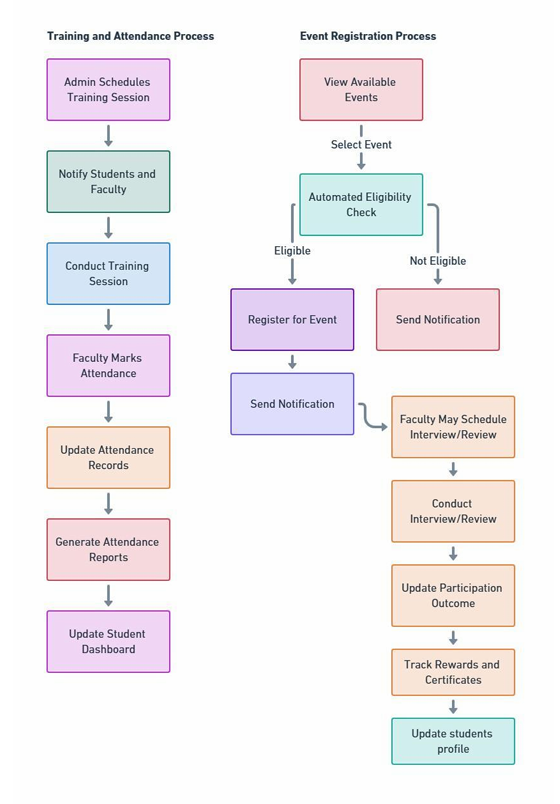 Training and Attendance Process
Admin Schedules
Training Session
Notify Students and
Faculty
Conduct Training
Session
Faculty Marks
Attendance
Update Attendance
Records
Generate Attendance
Reports
Update Student
Dashboard
Event Registration Process
View Available
Events
Select Event
Automated Eligibility
Check
Eligible
Not Eligible
Register for Event
Send Notification
Send Notification
Faculty May Schedule
Interview/Review
Conduct
Interview/Review
Update Participation
Outcome
Track Rewards and
Certificates
Update students
profile